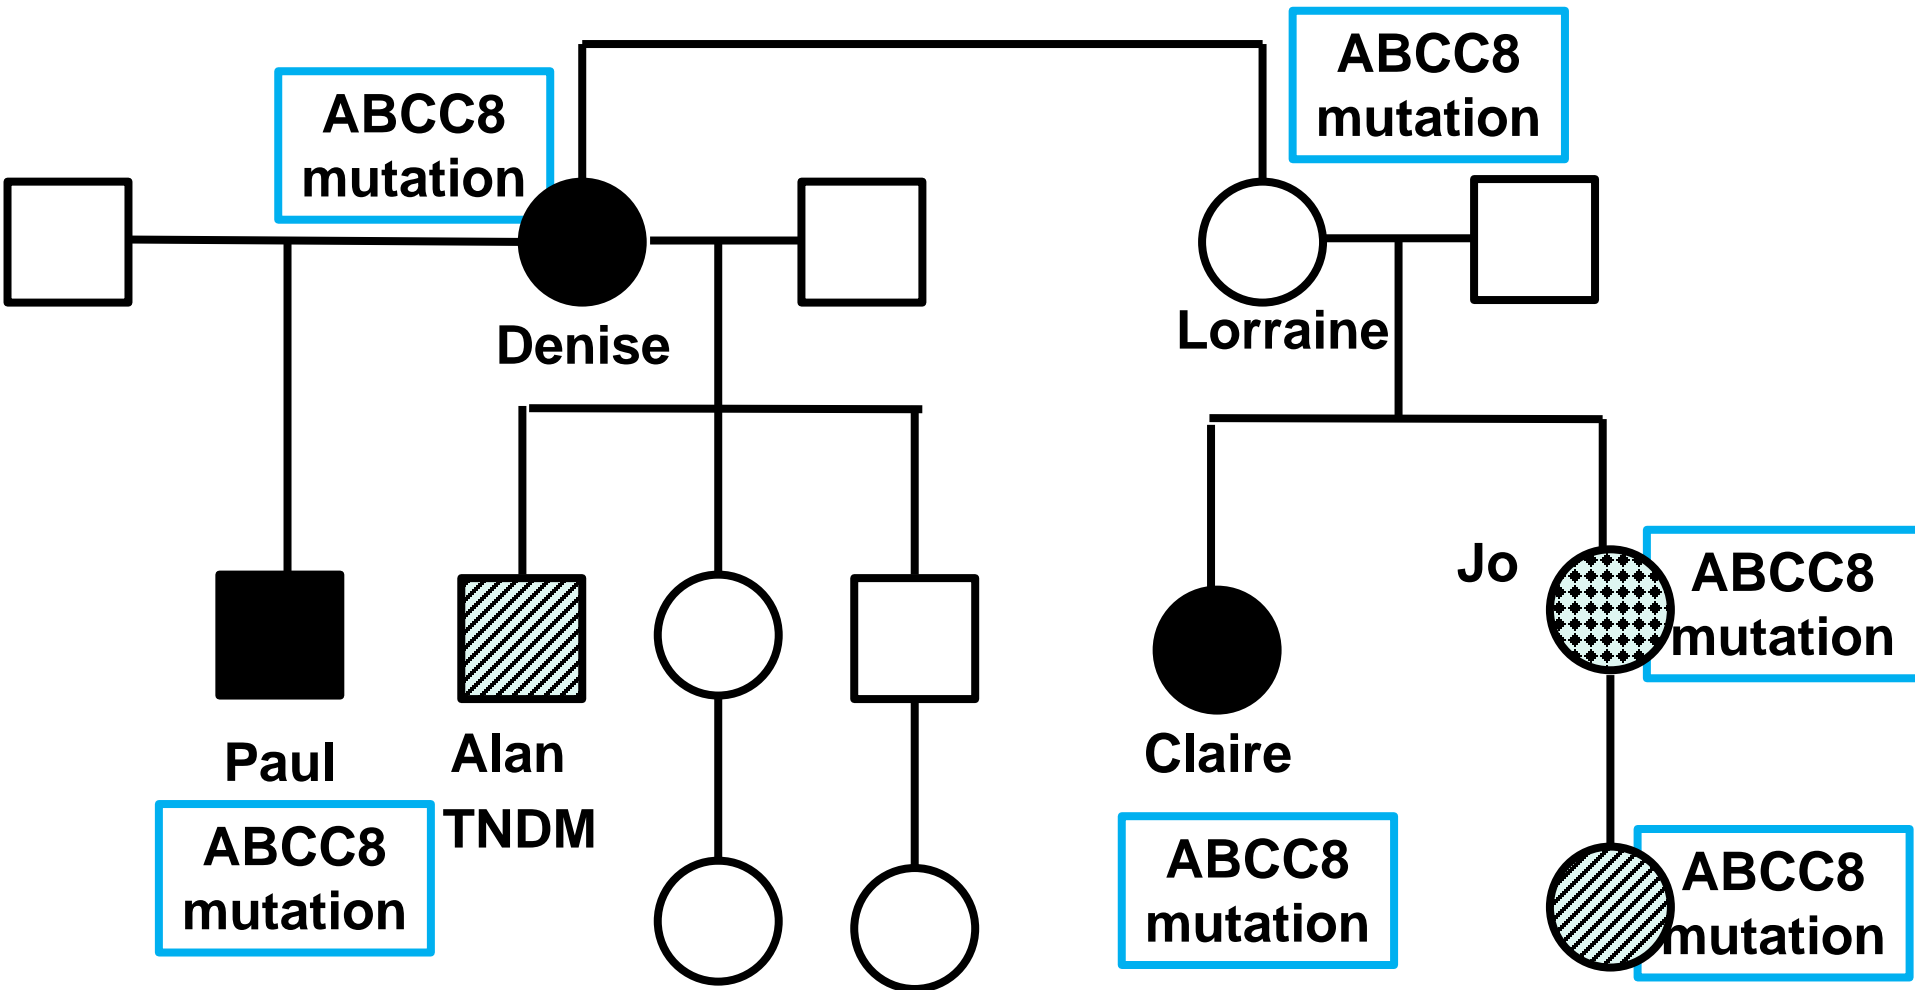 ABCC8
mutation
ABCC8
mutation
Denise
Lorraine
Jo
ABCC8
mutation
Paul
Alan
TNDM
Claire
ABCC8
mutation
ABCC8
mutation
ABCC8
mutation